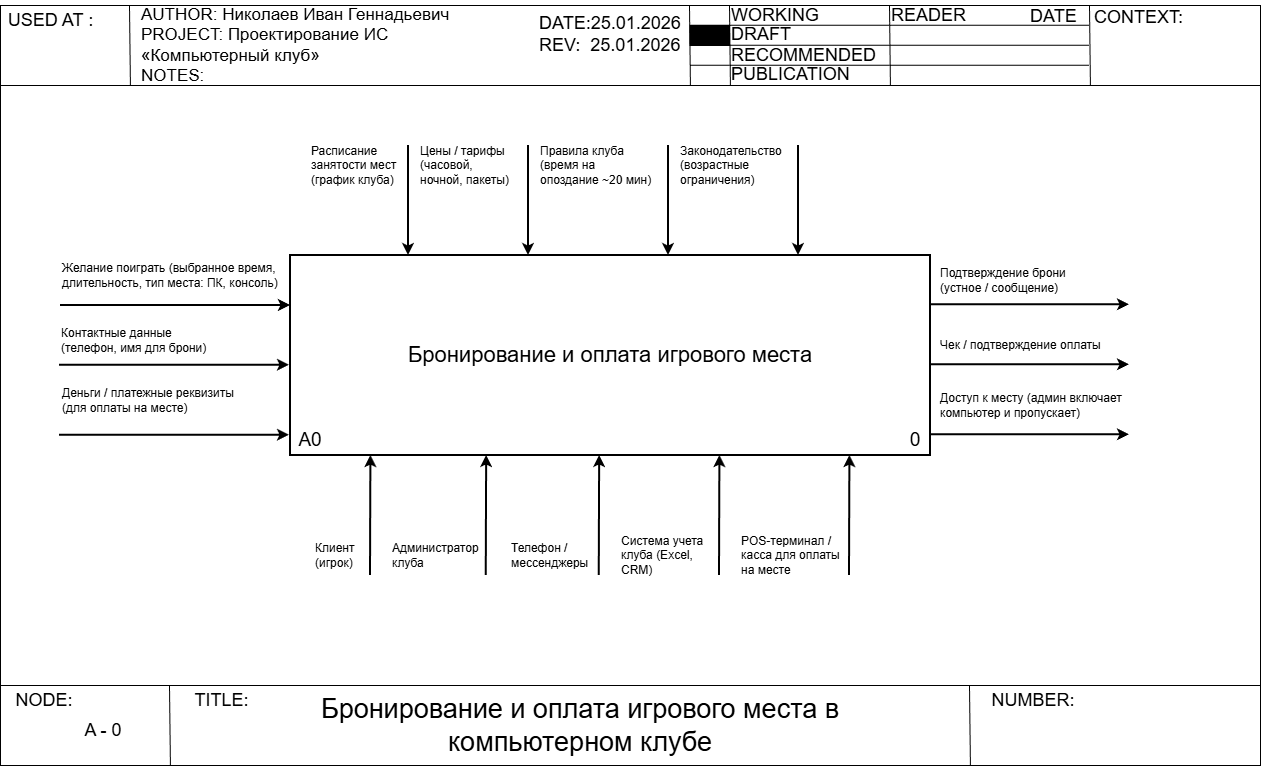 USED AT :
AUTHOR: Николаев Иван Геннадьевич
PROJECT: Проектирование ИС
«Компьютерный клуб»
NOTES:
DATE:25.01.2026
REV: 25.01.2026
WORKING
DRAFT
RECOMMENDED
PUBLICATION
READER DATE
CONTEXT:
Расписание
занятости мест
(график клуба)
Цены / тарифы
(часовой,
ночной, пакеты)
Правила клуба
(время на
опоздание ~20 мин)
Законодательство
(возрастные
ограничения)
Желание поиграть (выбранное время,
длительность, тип места: ПК, консоль)
Контактные данные
(телефон, имя для брони)
Деньги / платежные реквизиты
(для оплаты на месте)
Бронирование и оплата игрового места
A0
0
Подтверждение брони
(устное / сообщение)
Чек / подтверждение оплаты
Доступ к месту (админ включает
компьютер и пропускает)
Клиент
(игрок)
Администратор
клуба
Телефон /
мессенджеры
Система учета
клуба (Excel,
CRM)
POS-терминал /
касса для оплаты
на месте
NODE:
A - 0
TITLE:
Бронирование и оплата игрового места в
компьютерном клубе
NUMBER: